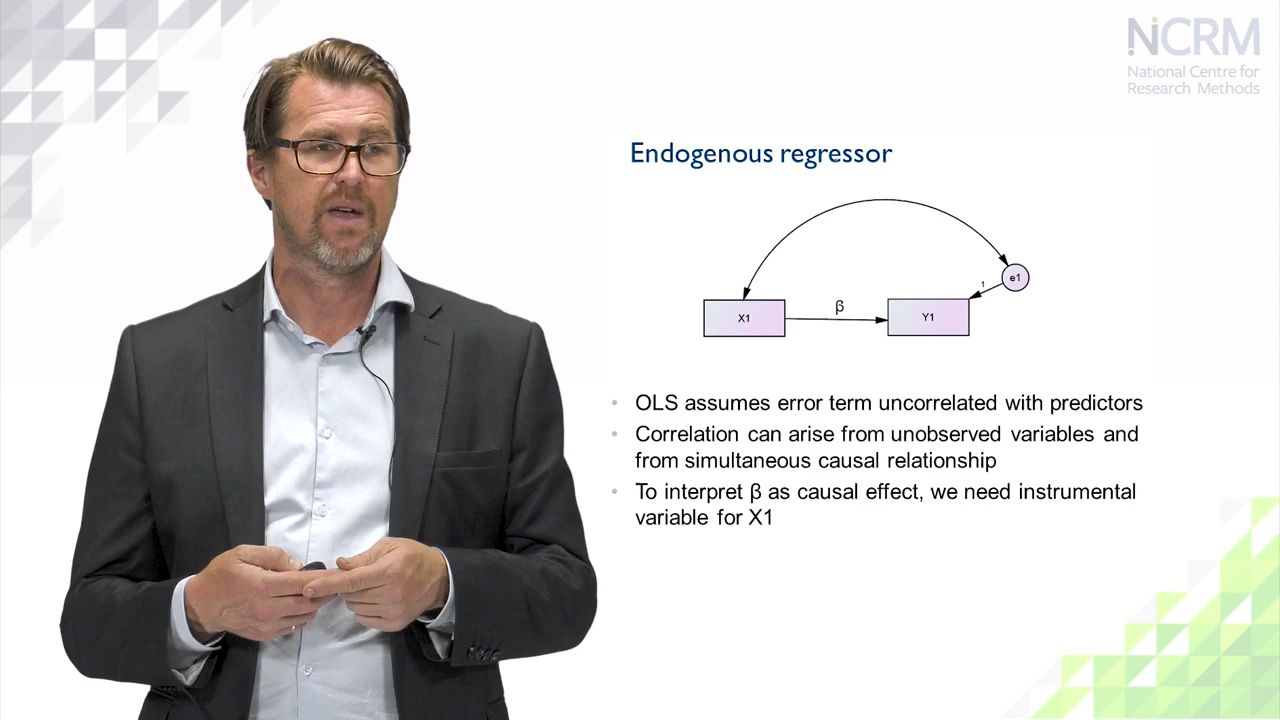 NCRM
National Centre for
Research Methods
Endogenous regressor
e1
1
β
X1
Y1
• OLS assumes error term uncorrelated with predictors
• Correlation can arise from unobserved variables and
from simultaneous causal relationship
• To interpret β as causal effect, we need instrumental
variable for X1